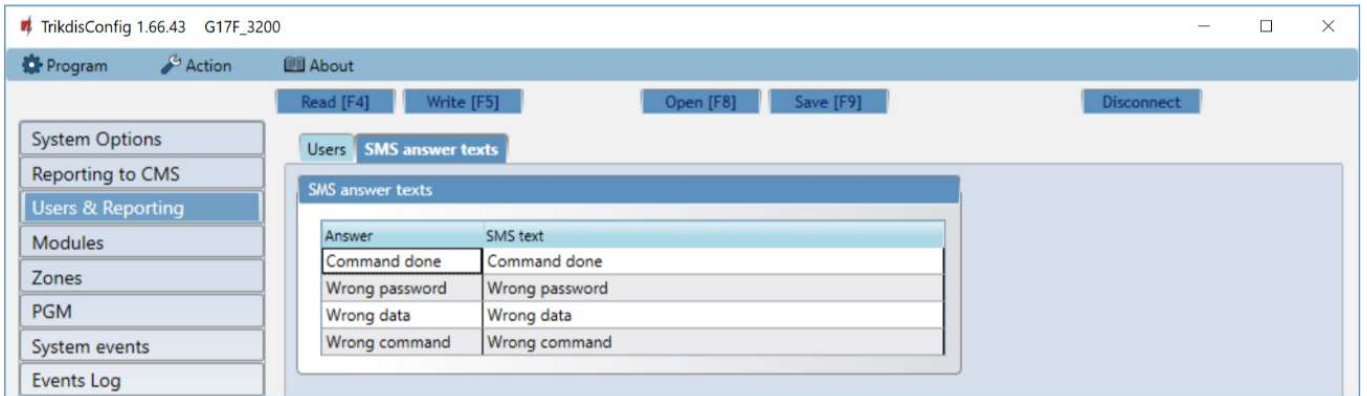 TrikdisConfig 1.66.43 G17F_3200
Program Action About
Read [F4] Write [F5] Open [F8] Save [F9] Disconnect
System Options
Reporting to CMS
Users & Reporting
Modules
Zones
PGM
System events
Events Log
Users SMS answer texts
SMS answer texts
Answer SMS text
Command done Command done
Wrong password Wrong password
Wrong data Wrong data
Wrong command Wrong command